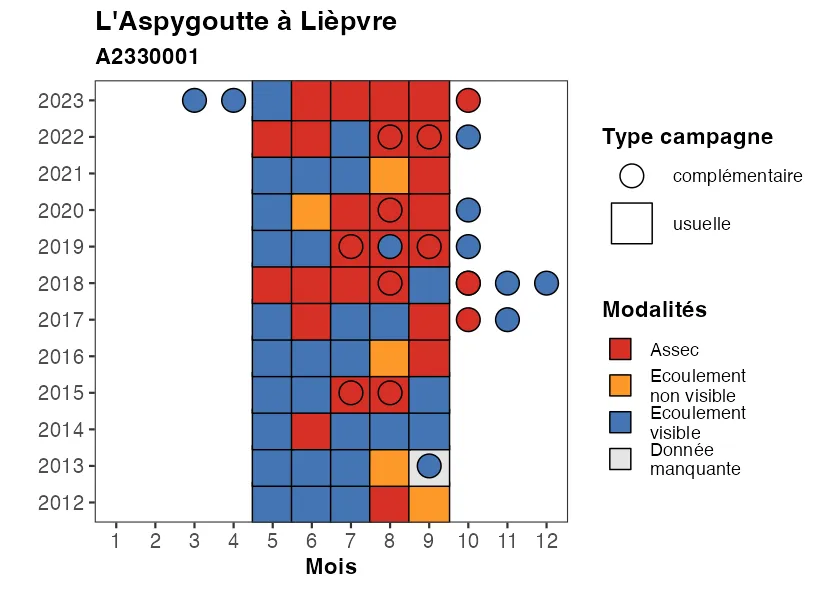 L'Aspygoutte à Lièpvre
A2330001
2023
2022
2021
2020
2019
2018
2017
2016
2015
2014
2013
2012
1 2 3 4 5 6 7 8 9 10 11 12
Mois
Type campagne
complémentaire
usuelle
Modalités
Assec
Ecoulement
non visible
Ecoulement
visible
Donnée
manquante